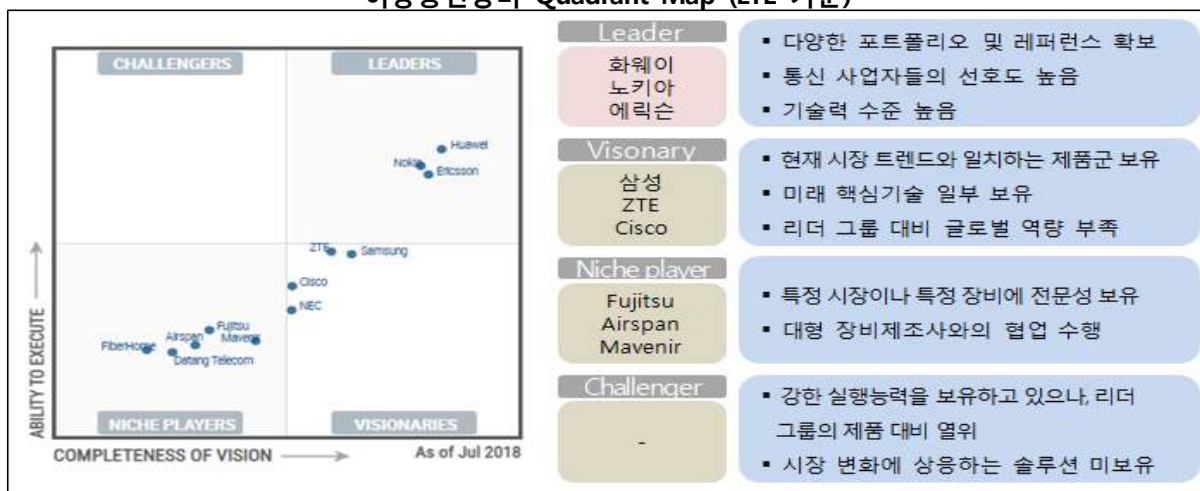 이동통신장비 Quadrant Map (LTE 기준)
CHALLENGERS
LEADERS
Huawei
Nokia
Ericsson
ZTE
Samsung
Cisco
NEC
Fujitsu
Airspan
Mavenir
FiberHome
Datang Telecom
NICHE PLAYERS
VISIONARIES
ABILITY TO EXECUTE
COMPLETENESS OF VISION
As of Jul 2018
Leader
화웨이
노키아
에릭슨
▪ 다양한 포트폴리오 및 레퍼런스 확보
▪ 통신 사업자들의 선호도 높음
▪ 기술력 수준 높음
Visonary
삼성
ZTE
Cisco
▪ 현재 시장 트렌드와 일치하는 제품군 보유
▪ 미래 핵심기술 일부 보유
▪ 리더 그룹 대비 글로벌 역량 부족
Niche player
Fujitsu
Airspan
Mavenir
▪ 특정 시장이나 특정 장비에 전문성 보유
▪ 대형 장비제조사와의 협업 수행
Challenger
-
▪ 강한 실행능력을 보유하고 있으나, 리더
그룹의 제품 대비 열위
▪ 시장 변화에 상응하는 솔루션 미보유